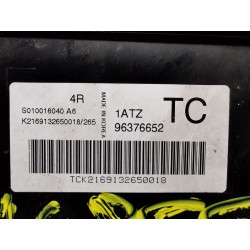 4R
S010016040 A6
K2169132650018/265
MADE IN KOREA
1ATZ
96376652
TC
TCK2169132650018